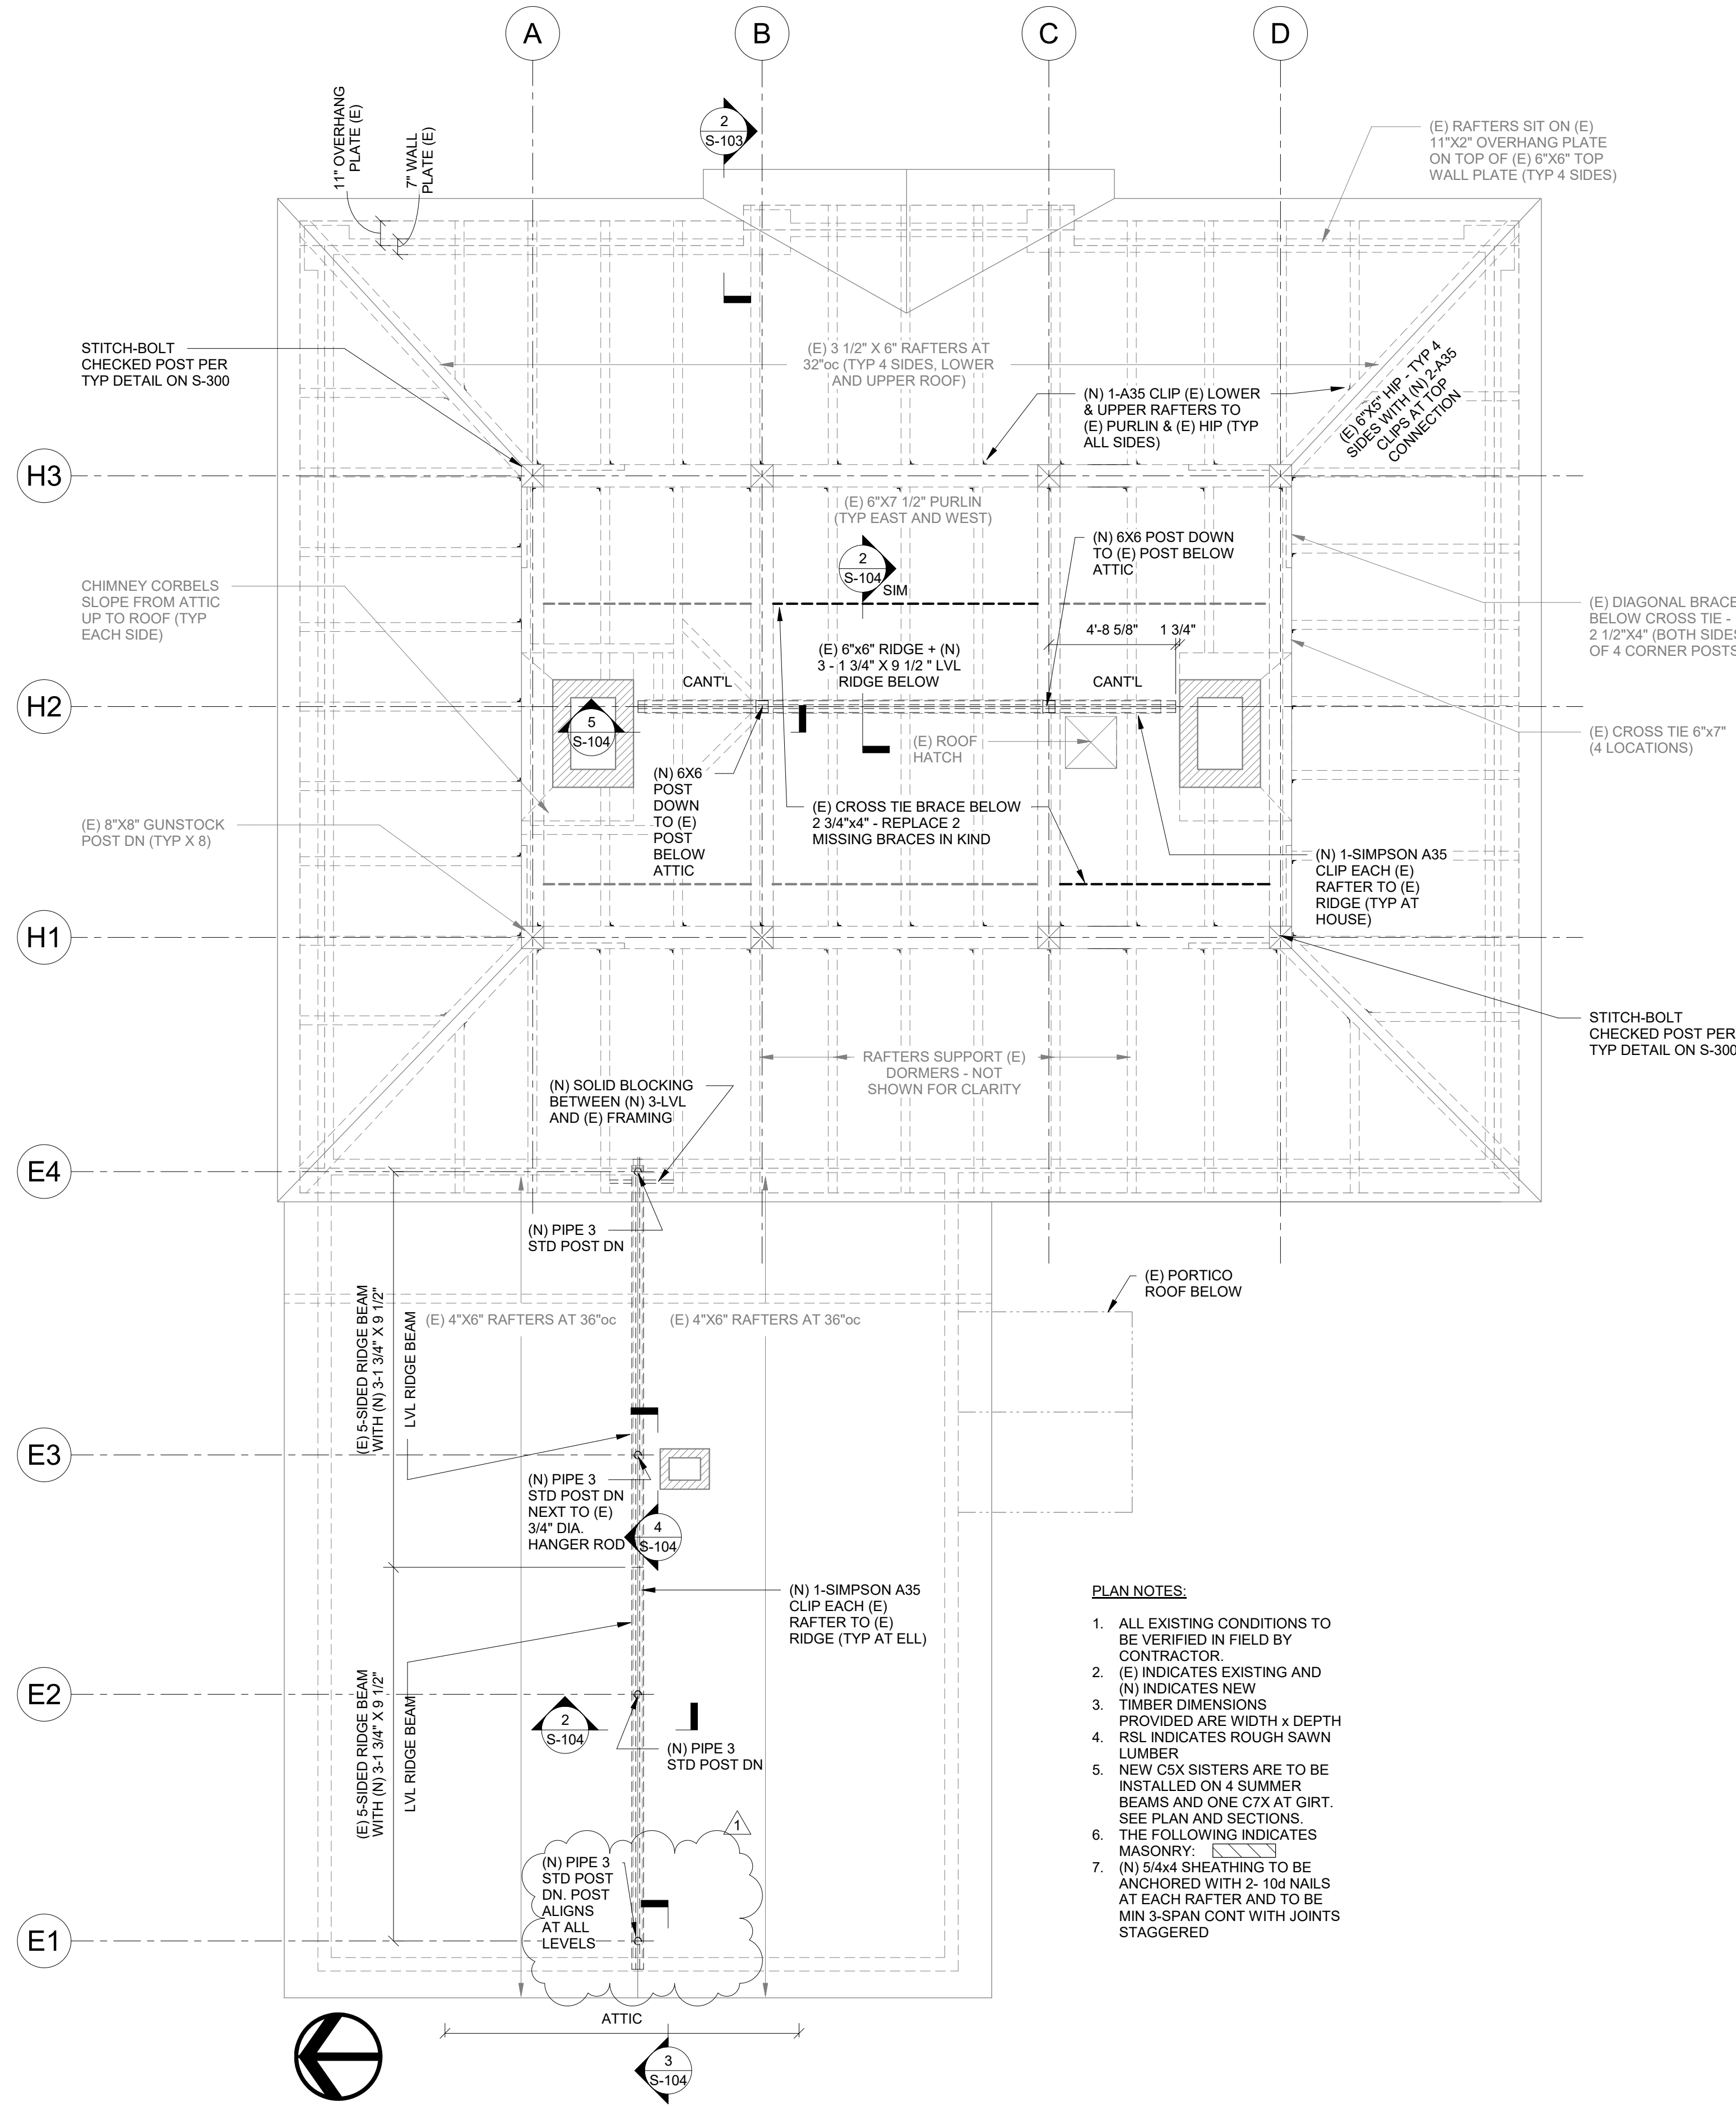 A
B
C
D
11" OVERHANG
PLATE (E)
7" WALL
PLATE (E)
2
S-103
(E) RAFTERS SIT ON (E)
11"X2" OVERHANG PLATE
ON TOP OF (E) 6"X6" TOP
WALL PLATE (TYP 4 SIDES)
STITCH-BOLT
CHECKED POST PER
TYP DETAIL ON S-300
(E) 3 1/2" X 6" RAFTERS AT
32"oc (TYP 4 SIDES, LOWER
AND UPPER ROOF)
(N) 1-A35 CLIP (E) LOWER
& UPPER RAFTERS TO
(E) PURLIN & (E) HIP (TYP
ALL SIDES)
(E) 6"X5" HIP - TYP 4
SIDES WITH (N) 2-A35
CLIPS AT TOP
CONNECTION
H3
(E) 6"X7 1/2" PURLIN
(TYP EAST AND WEST)
2
S-104
SIM
(N) 6X6 POST DOWN
TO (E) POST BELOW
ATTIC
CHIMNEY CORBELS
SLOPE FROM ATTIC
UP TO ROOF (TYP
EACH SIDE)
(E) DIAGONAL BRACE
BELOW CROSS TIE -
2 1/2"X4" (BOTH SIDES
OF 4 CORNER POSTS
4'-8 5/8"
1 3/4"
(E) 6"x6" RIDGE + (N)
3 - 1 3/4" X 9 1/2 " LVL
RIDGE BELOW
CANT'L
CANT'L
H2
5
S-104
(E) ROOF
HATCH
(E) CROSS TIE 6"x7"
(4 LOCATIONS)
(N) 6X6
POST
DOWN
TO (E)
POST
BELOW
ATTIC
(E) CROSS TIE BRACE BELOW
2 3/4"x4" - REPLACE 2
MISSING BRACES IN KIND
(E) 8"X8" GUNSTOCK
POST DN (TYP X 8)
(N) 1-SIMPSON A35
CLIP EACH (E)
RAFTER TO (E)
RIDGE (TYP AT
HOUSE)
H1
STITCH-BOLT
CHECKED POST PER
TYP DETAIL ON S-300
RAFTERS SUPPORT (E)
DORMERS - NOT
SHOWN FOR CLARITY
(N) SOLID BLOCKING
BETWEEN (N) 3-LVL
AND (E) FRAMING
E4
(N) PIPE 3
STD POST DN
(E) PORTICO
ROOF BELOW
(E) 5-SIDED RIDGE BEAM
WITH (N) 3-1 3/4" X 9 1/2"
LVL RIDGE BEAM
(E) 4"X6" RAFTERS AT 36"oc
(E) 4"X6" RAFTERS AT 36"oc
E3
(N) PIPE 3
STD POST DN
NEXT TO (E)
3/4" DIA.
HANGER ROD
4
S-104
(N) 1-SIMPSON A35
CLIP EACH (E)
RAFTER TO (E)
RIDGE (TYP AT ELL)
(E) 5-SIDED RIDGE BEAM
WITH (N) 3-1 3/4" X 9 1/2"
LVL RIDGE BEAM
E2
2
S-104
(N) PIPE 3
STD POST DN
1
(N) PIPE 3
STD POST
DN. POST
ALIGNS
AT ALL
LEVELS
E1
ATTIC
3
S-104
PLAN NOTES:
1. ALL EXISTING CONDITIONS TO
BE VERIFIED IN FIELD BY
CONTRACTOR.
2. (E) INDICATES EXISTING AND
(N) INDICATES NEW
3. TIMBER DIMENSIONS
PROVIDED ARE WIDTH x DEPTH
4. RSL INDICATES ROUGH SAWN
LUMBER
5. NEW C5X SISTERS ARE TO BE
INSTALLED ON 4 SUMMER
BEAMS AND ONE C7X AT GIRT.
SEE PLAN AND SECTIONS.
6. THE FOLLOWING INDICATES
MASONRY:
7. (N) 5/4x4 SHEATHING TO BE
ANCHORED WITH 2- 10d NAILS
AT EACH RAFTER AND TO BE
MIN 3-SPAN CONT WITH JOINTS
STAGGERED